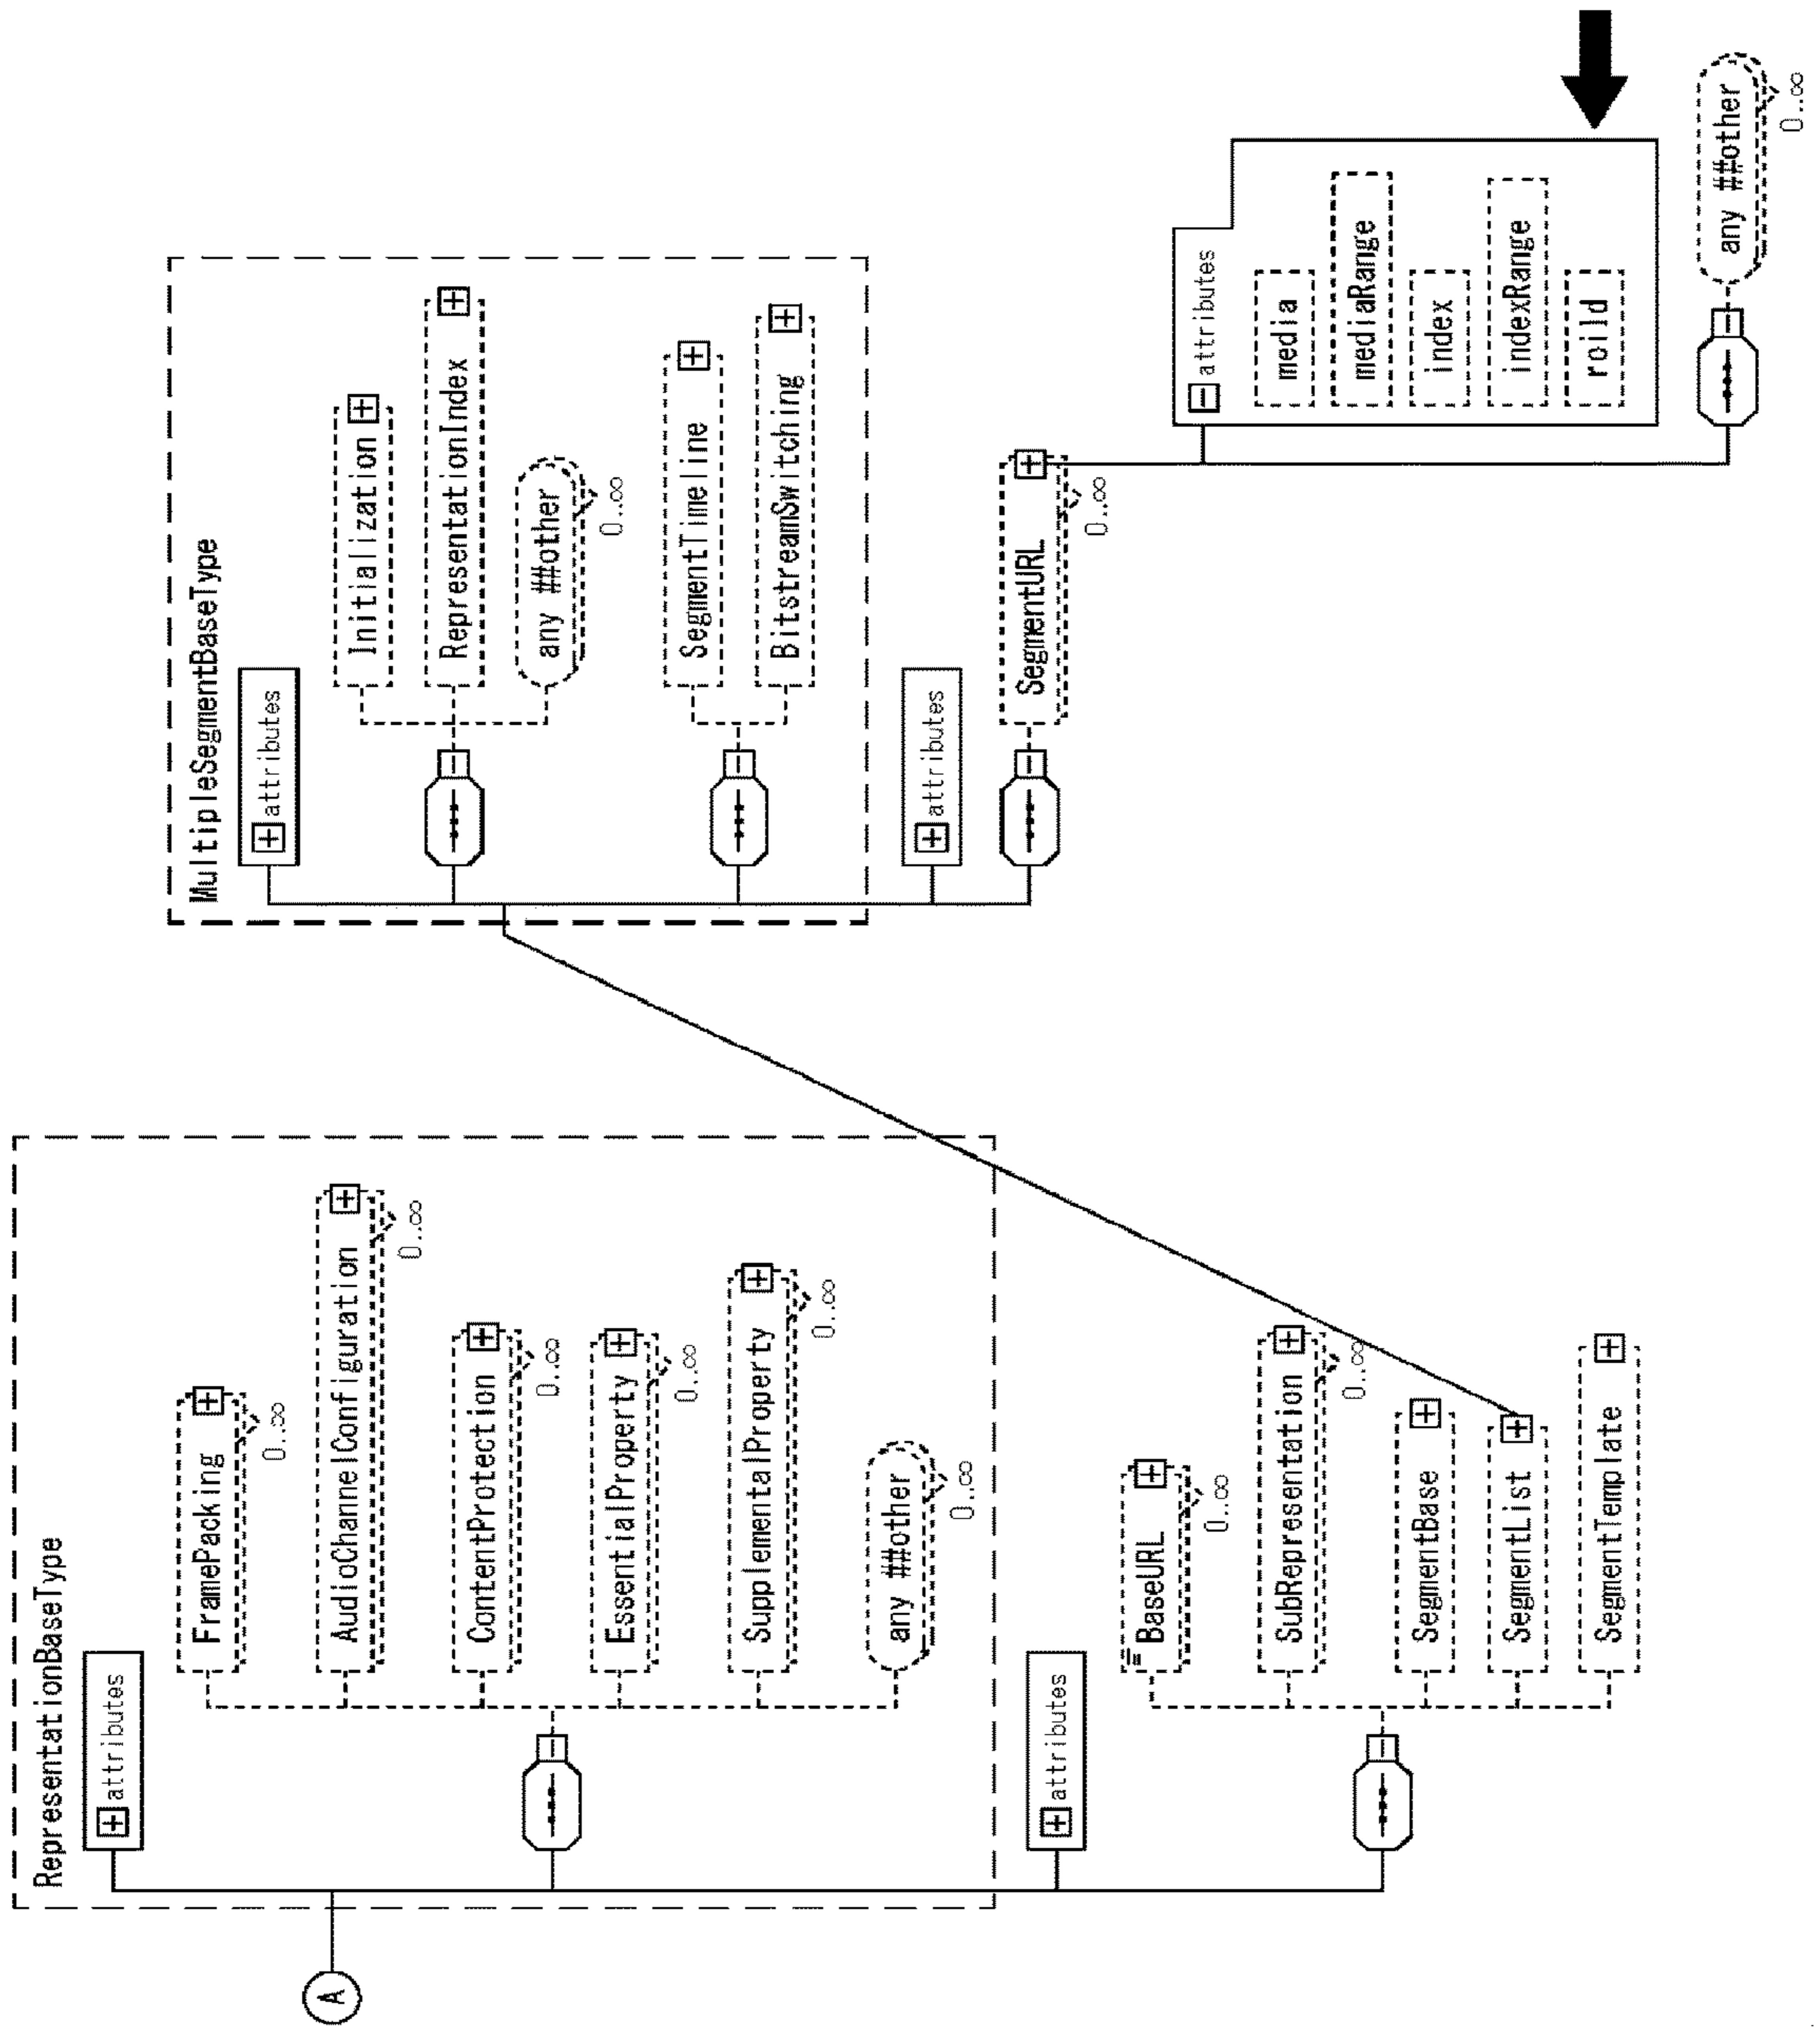 A
RepresentationBaseType
attributes
FramePacking
0..∞
AudioChannelConfiguration
0..∞
ContentProtection
0..∞
EssentialProperty
0..∞
SupplementalProperty
0..∞
any ##other
0..∞
attributes
BaseURL
0..∞
SubRepresentation
0..∞
SegmentBase
SegmentList
SegmentTemplate
MultipleSegmentBaseType
attributes
Initialization
RepresentationIndex
any ##other
0..∞
SegmentTimeline
BitstreamSwitching
attributes
SegmentURL
0..∞
attributes
media
mediaRange
index
indexRange
roiId
any ##other
0..∞